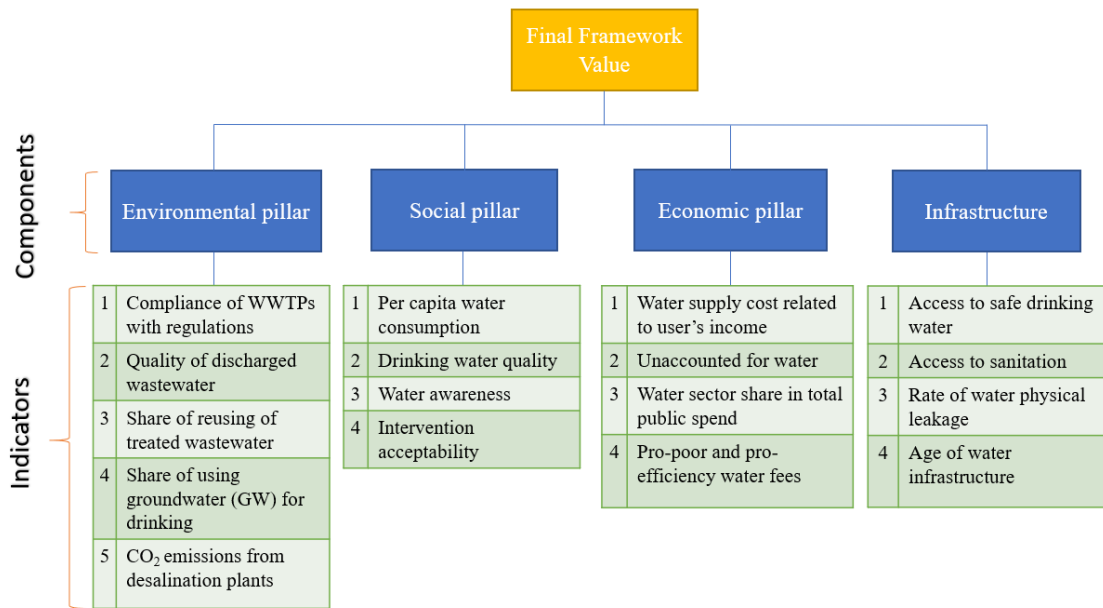 Final Framework
Value
Components
Environmental pillar
Social pillar
Economic pillar
Infrastructure
Indicators
1 Compliance of WWTPs
with regulations
2 Quality of discharged
wastewater
3 Share of reusing of
treated wastewater
4 Share of using
groundwater (GW) for
drinking
5 CO₂ emissions from
desalination plants
1 Per capita water
consumption
2 Drinking water quality
3 Water awareness
4 Intervention
acceptability
1 Water supply cost related
to user’s income
2 Unaccounted for water
3 Water sector share in total
public spend
4 Pro-poor and pro-
efficiency water fees
1 Access to safe drinking
water
2 Access to sanitation
3 Rate of water physical
leakage
4 Age of water
infrastructure